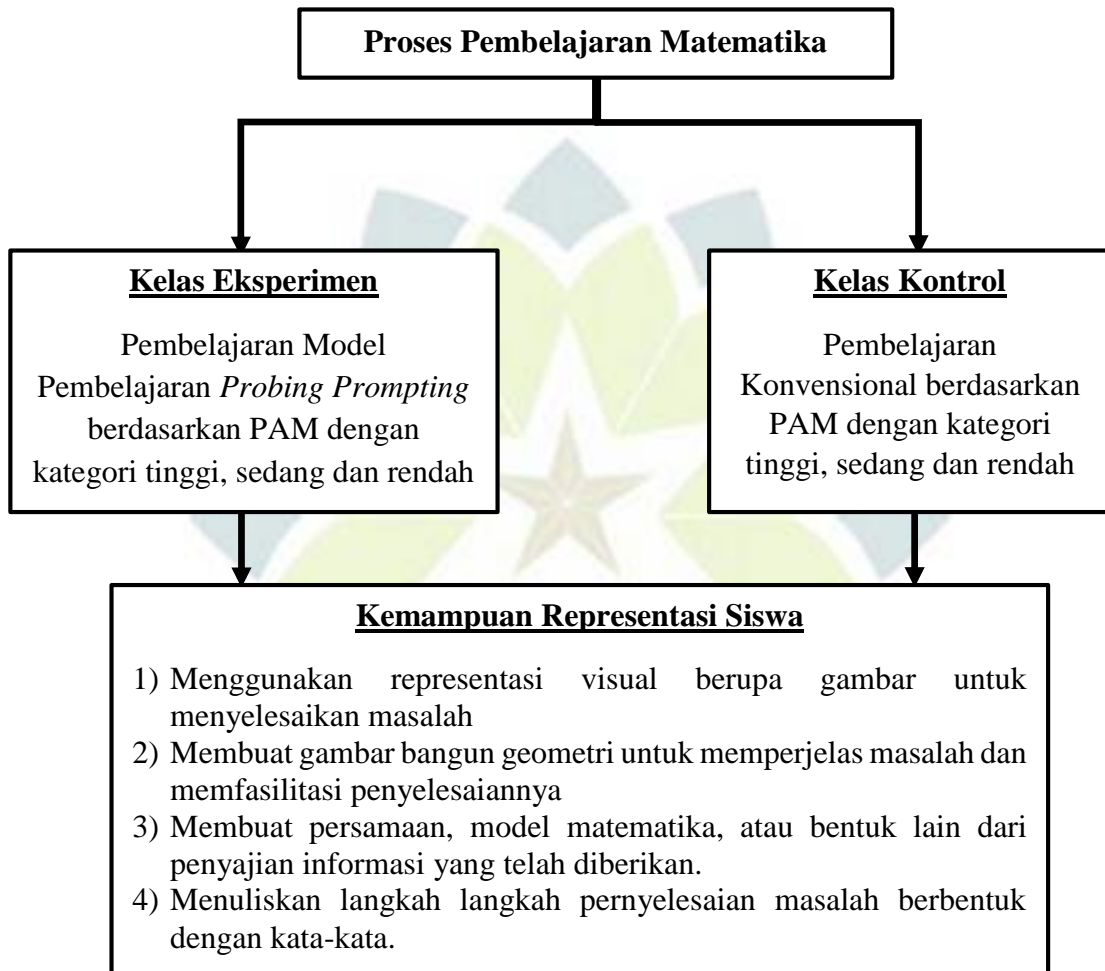 Proses Pembelajaran Matematika
Kelas Eksperimen
Pembelajaran Model
Pembelajaran Probing Prompting
berdasarkan PAM dengan
kategori tinggi, sedang dan rendah
Kelas Kontrol
Pembelajaran
Konvensional berdasarkan
PAM dengan kategori
tinggi, sedang dan rendah
Kemampuan Representasi Siswa
1) Menggunakan representasi visual berupa gambar untuk
menyelesaikan masalah
2) Membuat gambar bangun geometri untuk memperjelas masalah dan
memfasilitasi penyelesaiannya
3) Membuat persamaan, model matematika, atau bentuk lain dari
penyajian informasi yang telah diberikan.
4) Menuliskan langkah langkah pernyelesaian masalah berbentuk
dengan kata-kata.